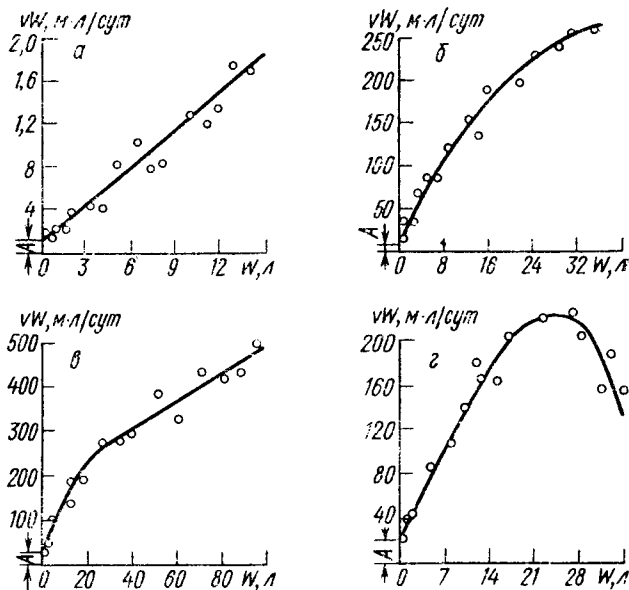 vW, м·л/сут
а
2,0
1,6
1,2
8
4
А
0 3 6 9 12 W, л
vW, м·л/сут
б
250
200
150
100
50
А
0 8 16 24 32 W, л
vW, м·л/сут
в
500
400
300
200
100
А
0 20 40 60 80 W, л
vW, м·л/сут
г
200
160
120
80
40
А
0 7 14 21 28 W, л